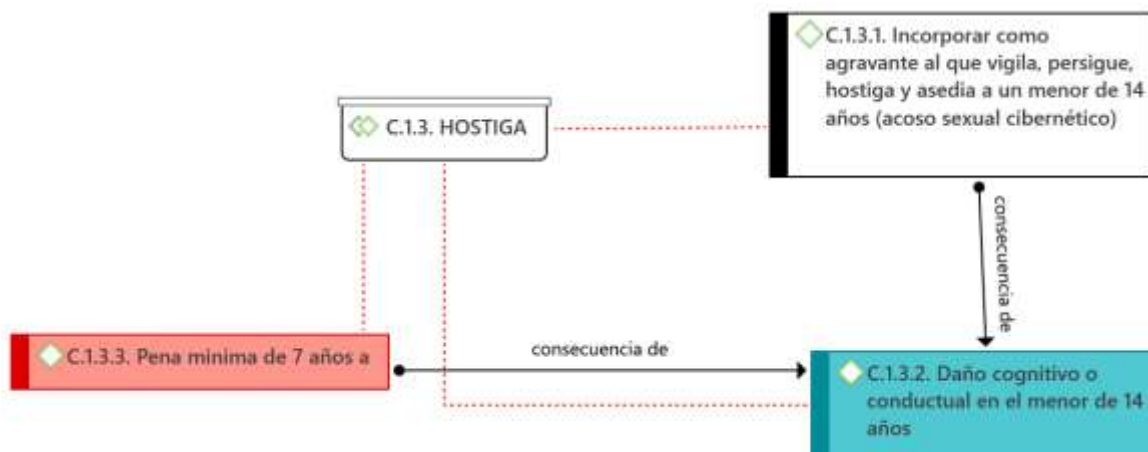 C.1.3.1. Incorporar como
agravante al que vigila, persigue,
hostiga y asedia a un menor de 14
años (acoso sexual cibernético)
C.1.3. HOSTIGA
consecuencia de
C.1.3.3. Pena minima de 7 años a
consecuencia de
C.1.3.2. Daño cognitivo o
conductual en el menor de 14
años